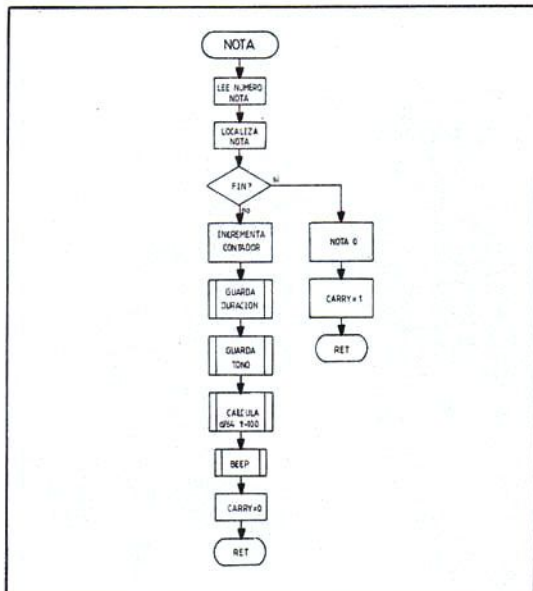 NOTA
LEE NUMERO
NOTA
LOCALIZA
NOTA
FIN?
si
no
INCREMENTA
CONTADOR
NOTA 0
GUARDA
DURACION
CARRY=1
GUARDA
TONO
RET
CALCULA
BEEP
CARRY=0
RET